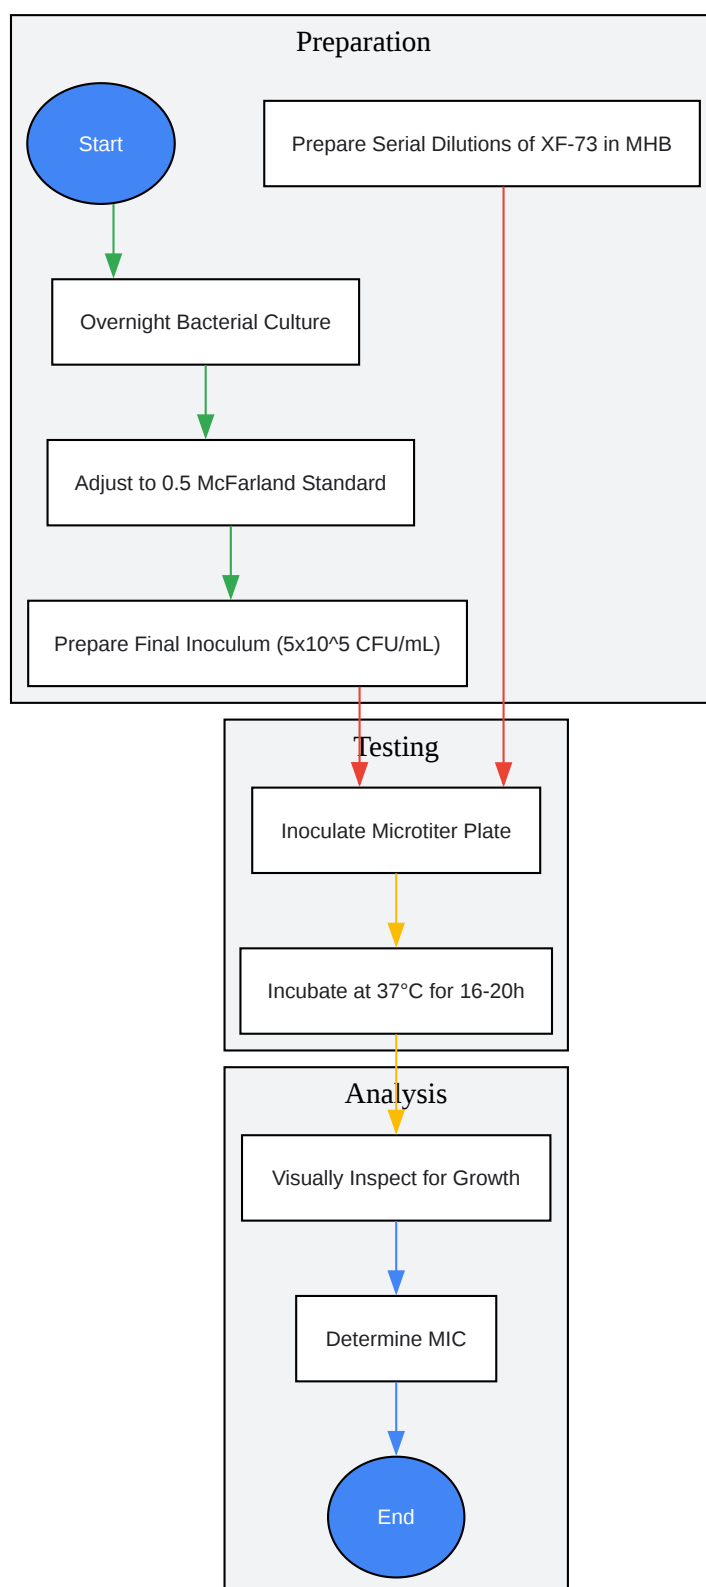 Preparation
Start
Prepare Serial Dilutions of XF-73 in MHB
Overnight Bacterial Culture
Adjust to 0.5 McFarland Standard
Prepare Final Inoculum (5x10^5 CFU/mL)
Testing
Inoculate Microtiter Plate
Incubate at 37°C for 16-20h
Analysis
Visually Inspect for Growth
Determine MIC
End